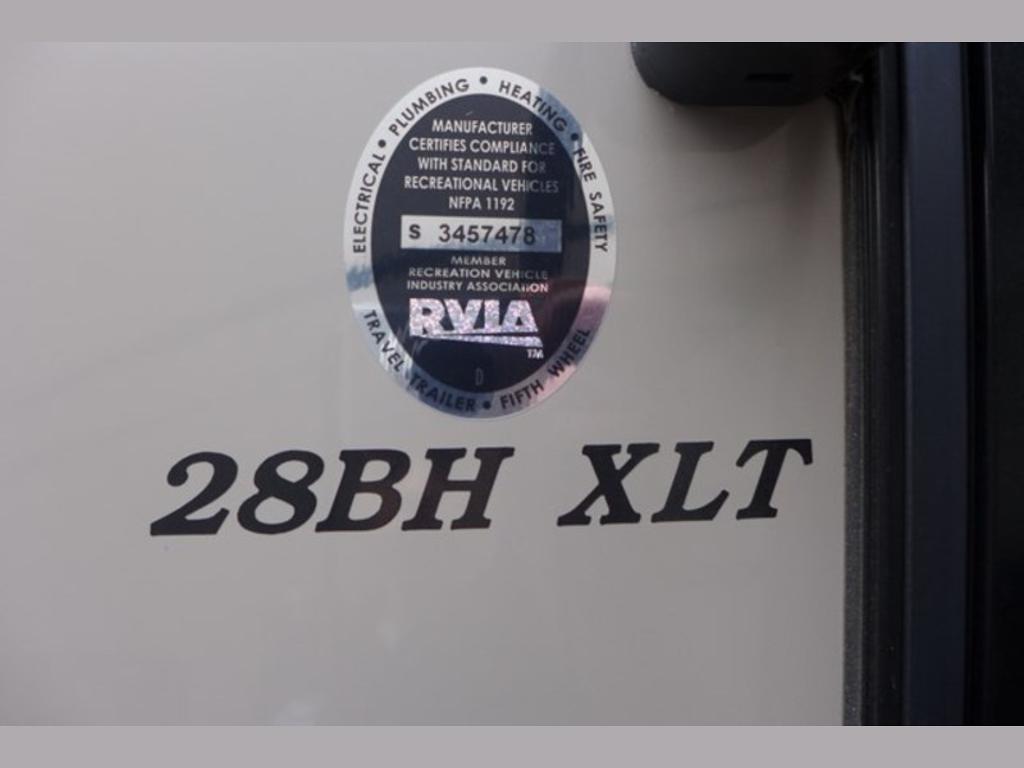 ELECTRICAL • PLUMBING • HEATING • FIRE SAFETY
MANUFACTURER
CERTIFIES COMPLIANCE
WITH STANDARD FOR
RECREATIONAL VEHICLES
NFPA 1192
S 3457478
MEMBER
RECREATION VEHICLE
INDUSTRY ASSOCIATION
RVIA
TM
D
TRAVEL TRAILER • FIFTH WHEEL
28BH XLT